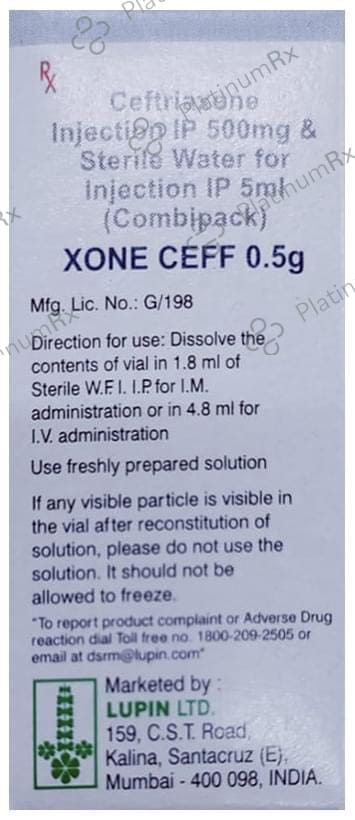 Rx
Ceftriaxone
Injection IP 500mg &
Sterile Water for
Injection IP 5ml
(Combipack)
XONE CEFF 0.5g
Mfg. Lic. No.: G/198
Direction for use: Dissolve the
contents of vial in 1.8 ml of
Sterile W.F.I. I.P. for I.M.
administration or in 4.8 ml for
I.V. administration
Use freshly prepared solution
If any visible particle is visible in
the vial after reconstitution of
solution, please do not use the
solution. It should not be
allowed to freeze.
"To report product complaint or Adverse Drug
reaction dial Toll free no. 1800-209-2505 or
email at dsrm@lupin.com"
Marketed by :
LUPIN LTD.
159, C.S.T. Road,
Kalina, Santacruz (E),
Mumbai - 400 098, INDIA.
PlatinumRx
PlatinumRx